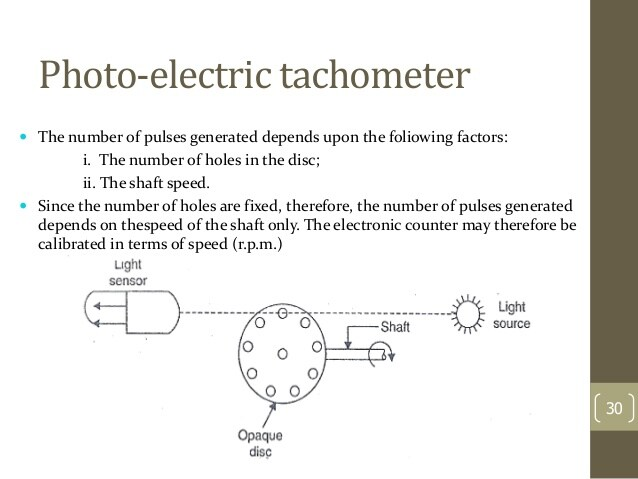 Photo-electric tachometer
The number of pulses generated depends upon the foliowing factors:
i. The number of holes in the disc;
ii. The shaft speed.
Since the number of holes are fixed, therefore, the number of pulses generated
depends on thespeed of the shaft only. The electronic counter may therefore be
calibrated in terms of speed (r.p.m.)
Light
sensor
Light
source
Shaft
Opaque
disc
30